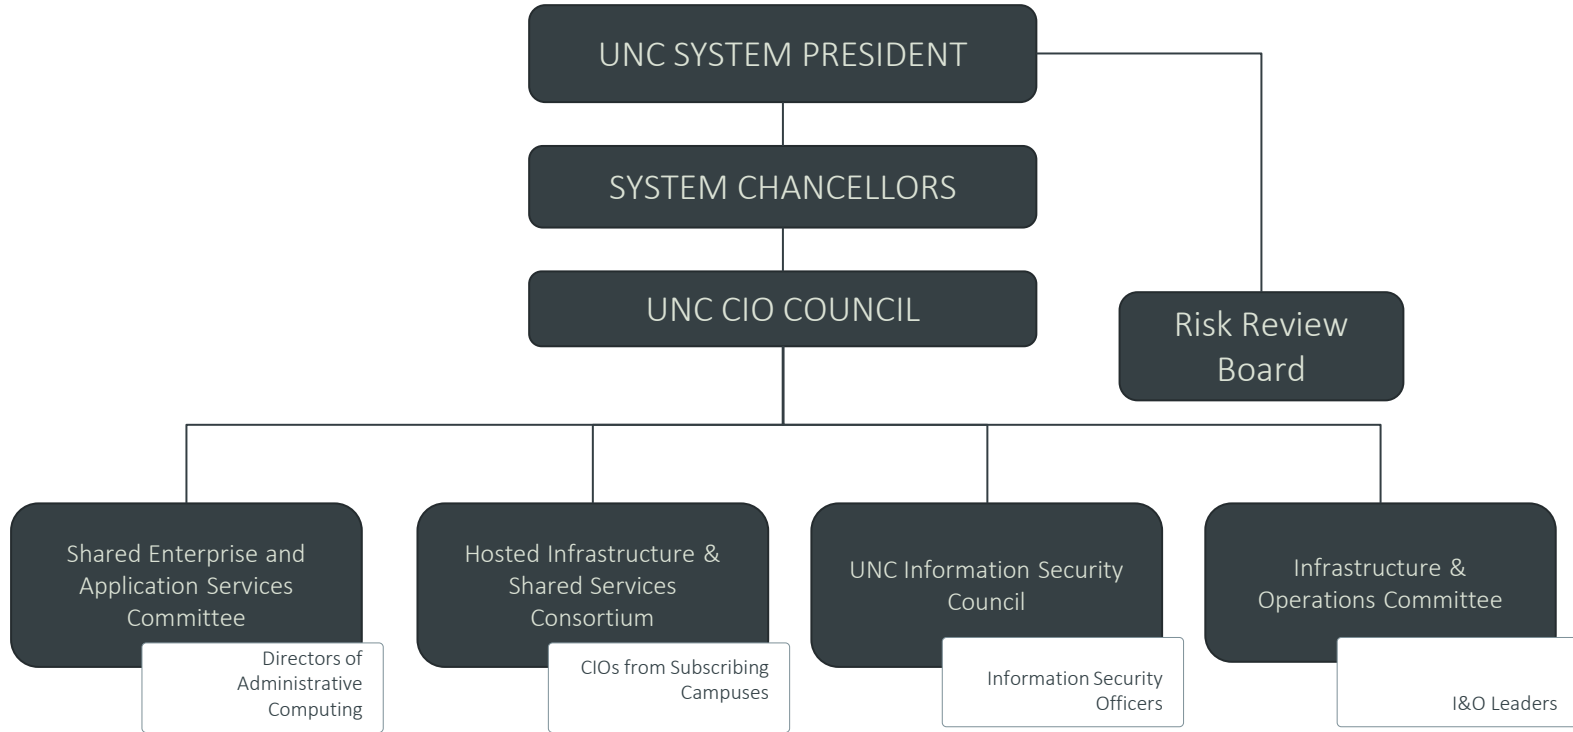 UNC SYSTEM PRESIDENT
SYSTEM CHANCELLORS
UNC CIO COUNCIL
Risk Review
Board
Shared Enterprise and
Application Services
Committee
Directors of
Administrative
Computing
Hosted Infrastructure &
Shared Services
Consortium
CIOs from Subscribing
Campuses
UNC Information Security
Council
Information Security
Officers
Infrastructure &
Operations Committee
I&O Leaders